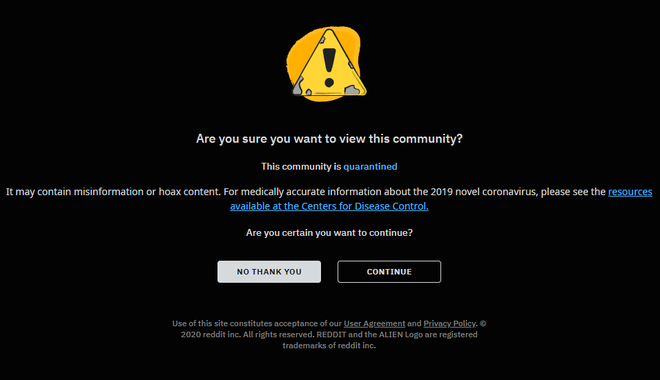 Are you sure you want to view this community?
This community is quarantined
It may contain misinformation or hoax content. For medically accurate information about the 2019 novel coronavirus, please see the resources
available at the Centers for Disease Control.
Are you certain you want to continue?
NO THANK YOU
CONTINUE
Use of this site constitutes acceptance of our User Agreement and Privacy Policy. ©
2020 reddit inc. All rights reserved. REDDIT and the ALIEN Logo are registered
trademarks of reddit inc.